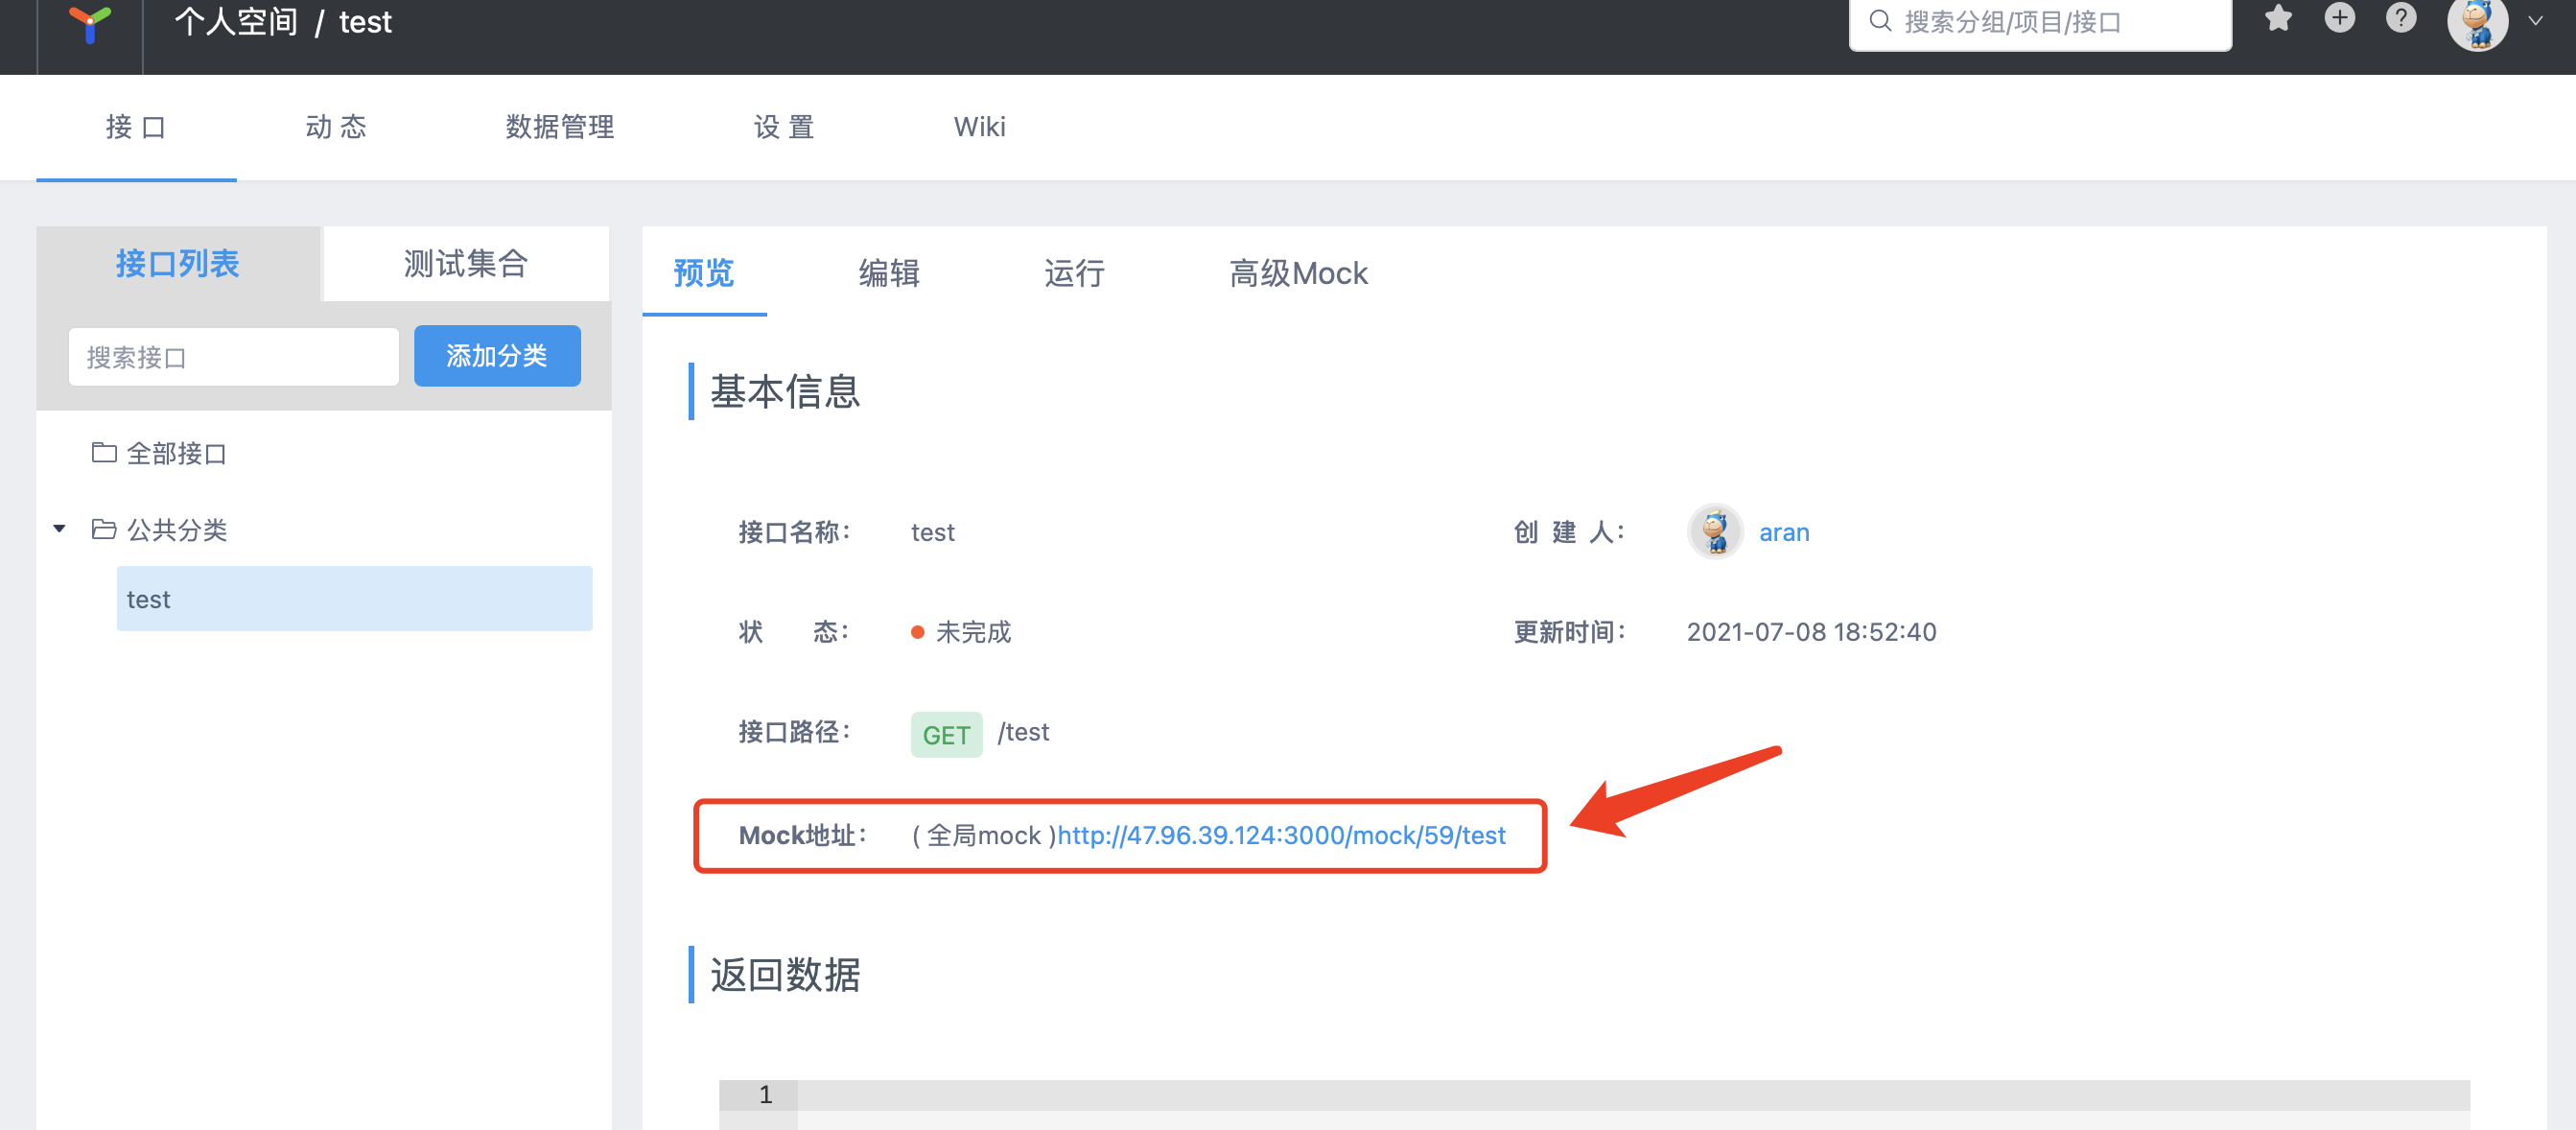 个人空间 / test
搜索分组/项目/接口
接 口
动 态
数据管理
设 置
Wiki
接口列表
测试集合
搜索接口
添加分类
全部接口
公共分类
test
预览
编辑
运行
高级Mock
基本信息
接口名称： test
创 建 人： aran
状 态： 未完成
更新时间： 2021-07-08 18:52:40
接口路径： GET /test
Mock地址： ( 全局mock )http://47.96.39.124:3000/mock/59/test
返回数据
1